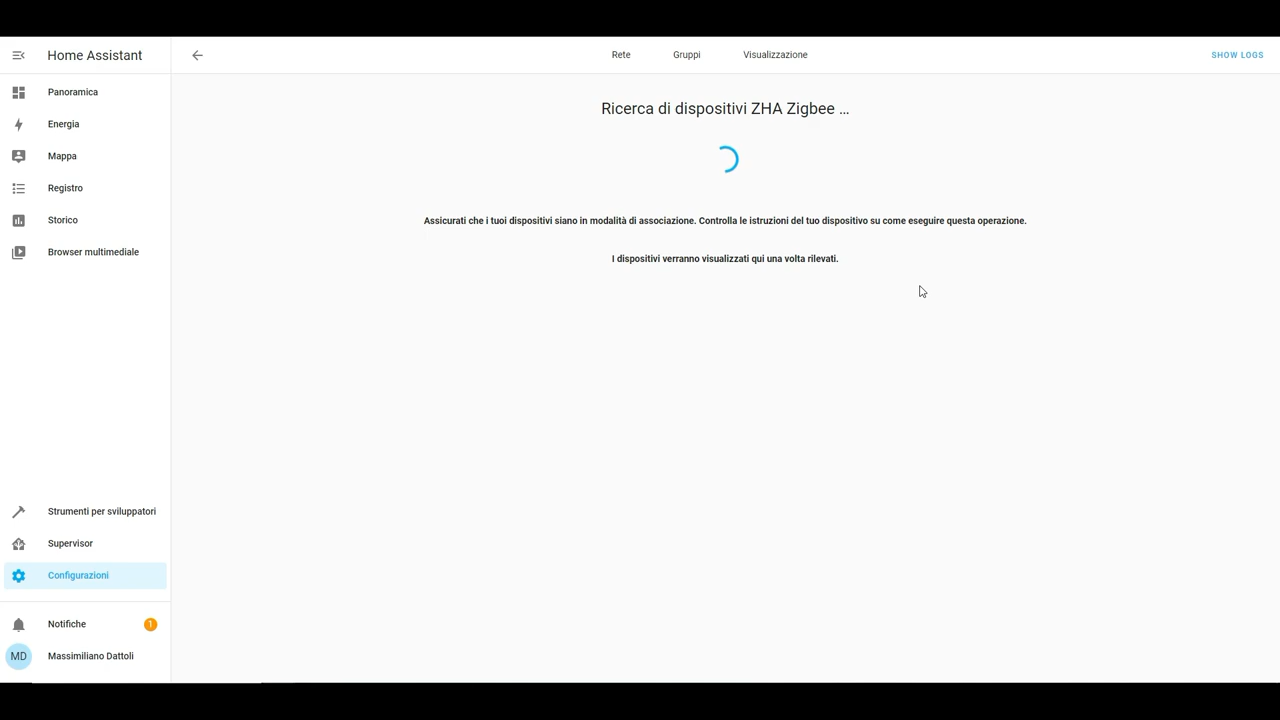 Home Assistant
Rete
Gruppi
Visualizzazione
SHOW LOGS
Panoramica
Energia
Mappa
Registro
Storico
Browser multimediale
Ricerca di dispositivi ZHA Zigbee ...
Assicurati che i tuoi dispositivi siano in modalità di associazione. Controlla le istruzioni del tuo dispositivo su come eseguire questa operazione.
I dispositivi verranno visualizzati qui una volta rilevati.
Strumenti per sviluppatori
Supervisor
Configurazioni
Notifiche 1
MD Massimiliano Dattoli